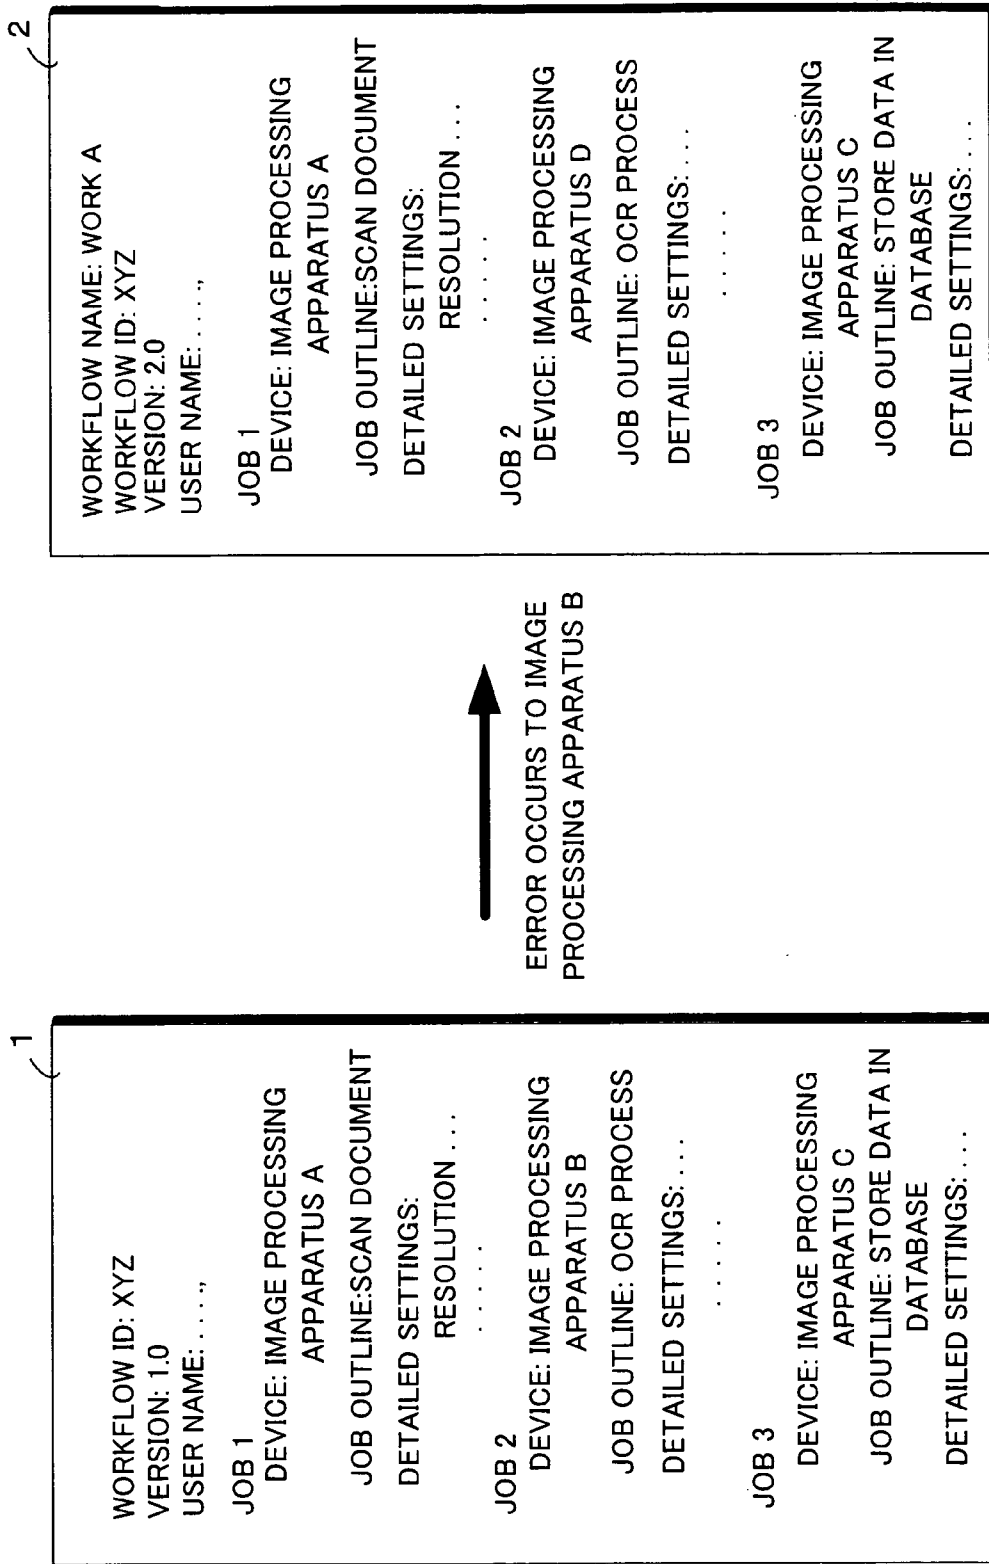 1
WORKFLOW ID: XYZ
VERSION: 1.0
USER NAME: . . . . ,,
JOB 1
DEVICE: IMAGE PROCESSING
APPARATUS A
JOB OUTLINE:SCAN DOCUMENT
DETAILED SETTINGS:
RESOLUTION . . .
. . . . .
JOB 2
DEVICE: IMAGE PROCESSING
APPARATUS B
JOB OUTLINE: OCR PROCESS
DETAILED SETTINGS: . . . .
. . . . .
JOB 3
DEVICE: IMAGE PROCESSING
APPARATUS C
JOB OUTLINE: STORE DATA IN
DATABASE
DETAILED SETTINGS: . . . .
ERROR OCCURS TO IMAGE
PROCESSING APPARATUS B
2
WORKFLOW NAME: WORK A
WORKFLOW ID: XYZ
VERSION: 2.0
USER NAME: . . . . ,,
JOB 1
DEVICE: IMAGE PROCESSING
APPARATUS A
JOB OUTLINE:SCAN DOCUMENT
DETAILED SETTINGS:
RESOLUTION . . .
. . . . .
JOB 2
DEVICE: IMAGE PROCESSING
APPARATUS D
JOB OUTLINE: OCR PROCESS
DETAILED SETTINGS: . . . .
. . . . .
JOB 3
DEVICE: IMAGE PROCESSING
APPARATUS C
JOB OUTLINE: STORE DATA IN
DATABASE
DETAILED SETTINGS: . . . .